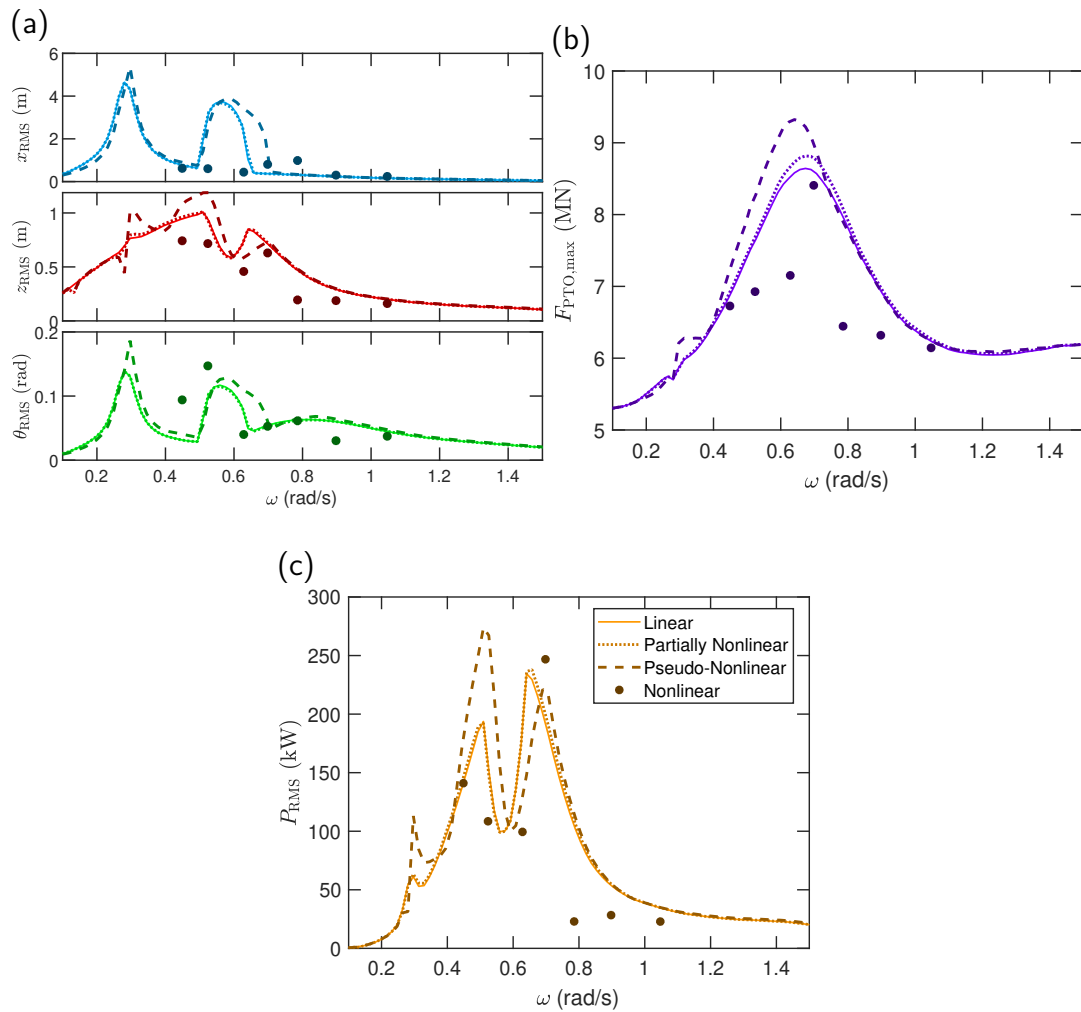 (a)
6
4
2
0
x_RMS (m)
1
0.5
0
z_RMS (m)
0.2
0.1
0
θ_RMS (rad)
0.2 0.4 0.6 0.8 1 1.2 1.4
ω (rad/s)
(b)
10
9
8
7
6
5
F_PTO,max (MN)
0.2 0.4 0.6 0.8 1 1.2 1.4
ω (rad/s)
(c)
300
250
200
150
100
50
0
P_RMS (kW)
Linear
Partially Nonlinear
Pseudo-Nonlinear
Nonlinear
0.2 0.4 0.6 0.8 1 1.2 1.4
ω (rad/s)